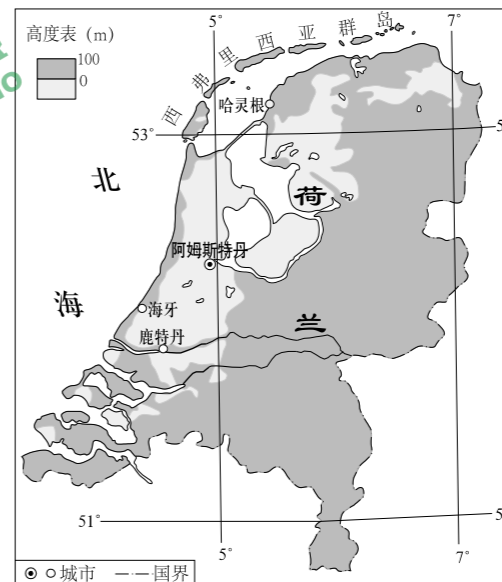 5°
7°
高度表（m）
100
0
西弗里西亚群岛
哈灵根
53°
5
北
海
荷
兰
阿姆斯特丹
海牙
鹿特丹
51°
5
5°
7°
城市
国界